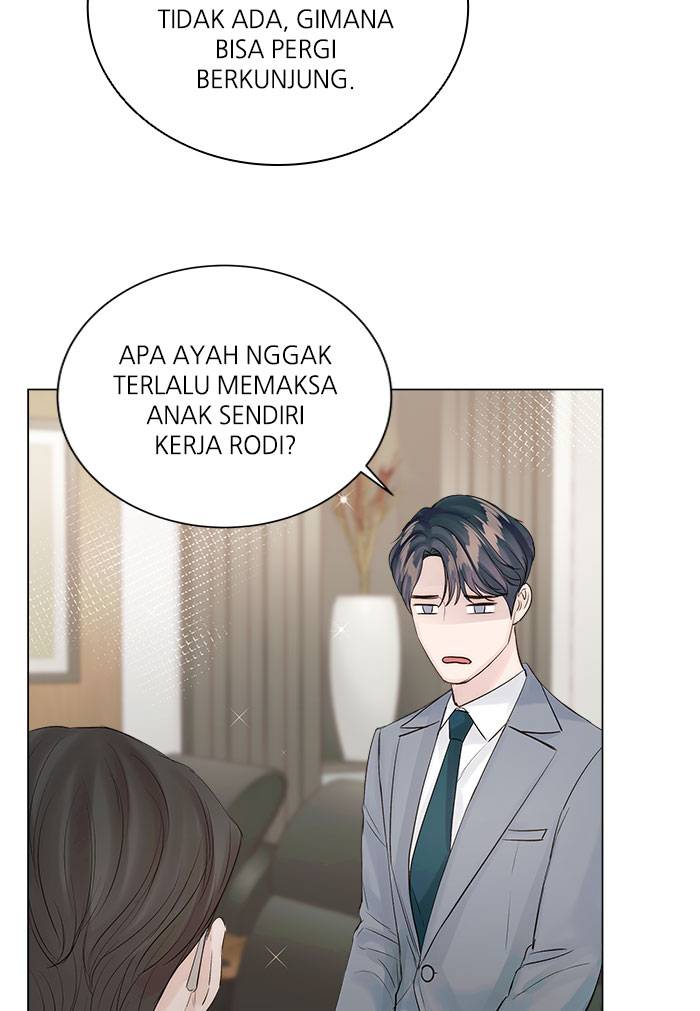 TIDAK ADA, GIMANA
BISA PERGI
BERKUNJUNG.
APA AYAH NGGAK
TERLALU MEMAKSA
ANAK SENDIRI
KERJA RODI?